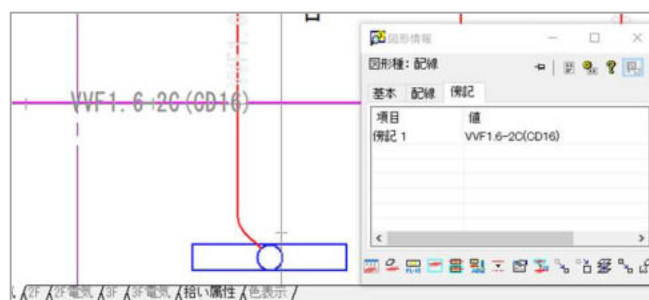 VVF1.6-2C(CD16)
図形情報
図形種：配線
基本 配線 傍記
項目 値
傍記 1 VVF1.6-2C(CD16)
2F 2F電気 3F 3F電気 拾い属性 色表示